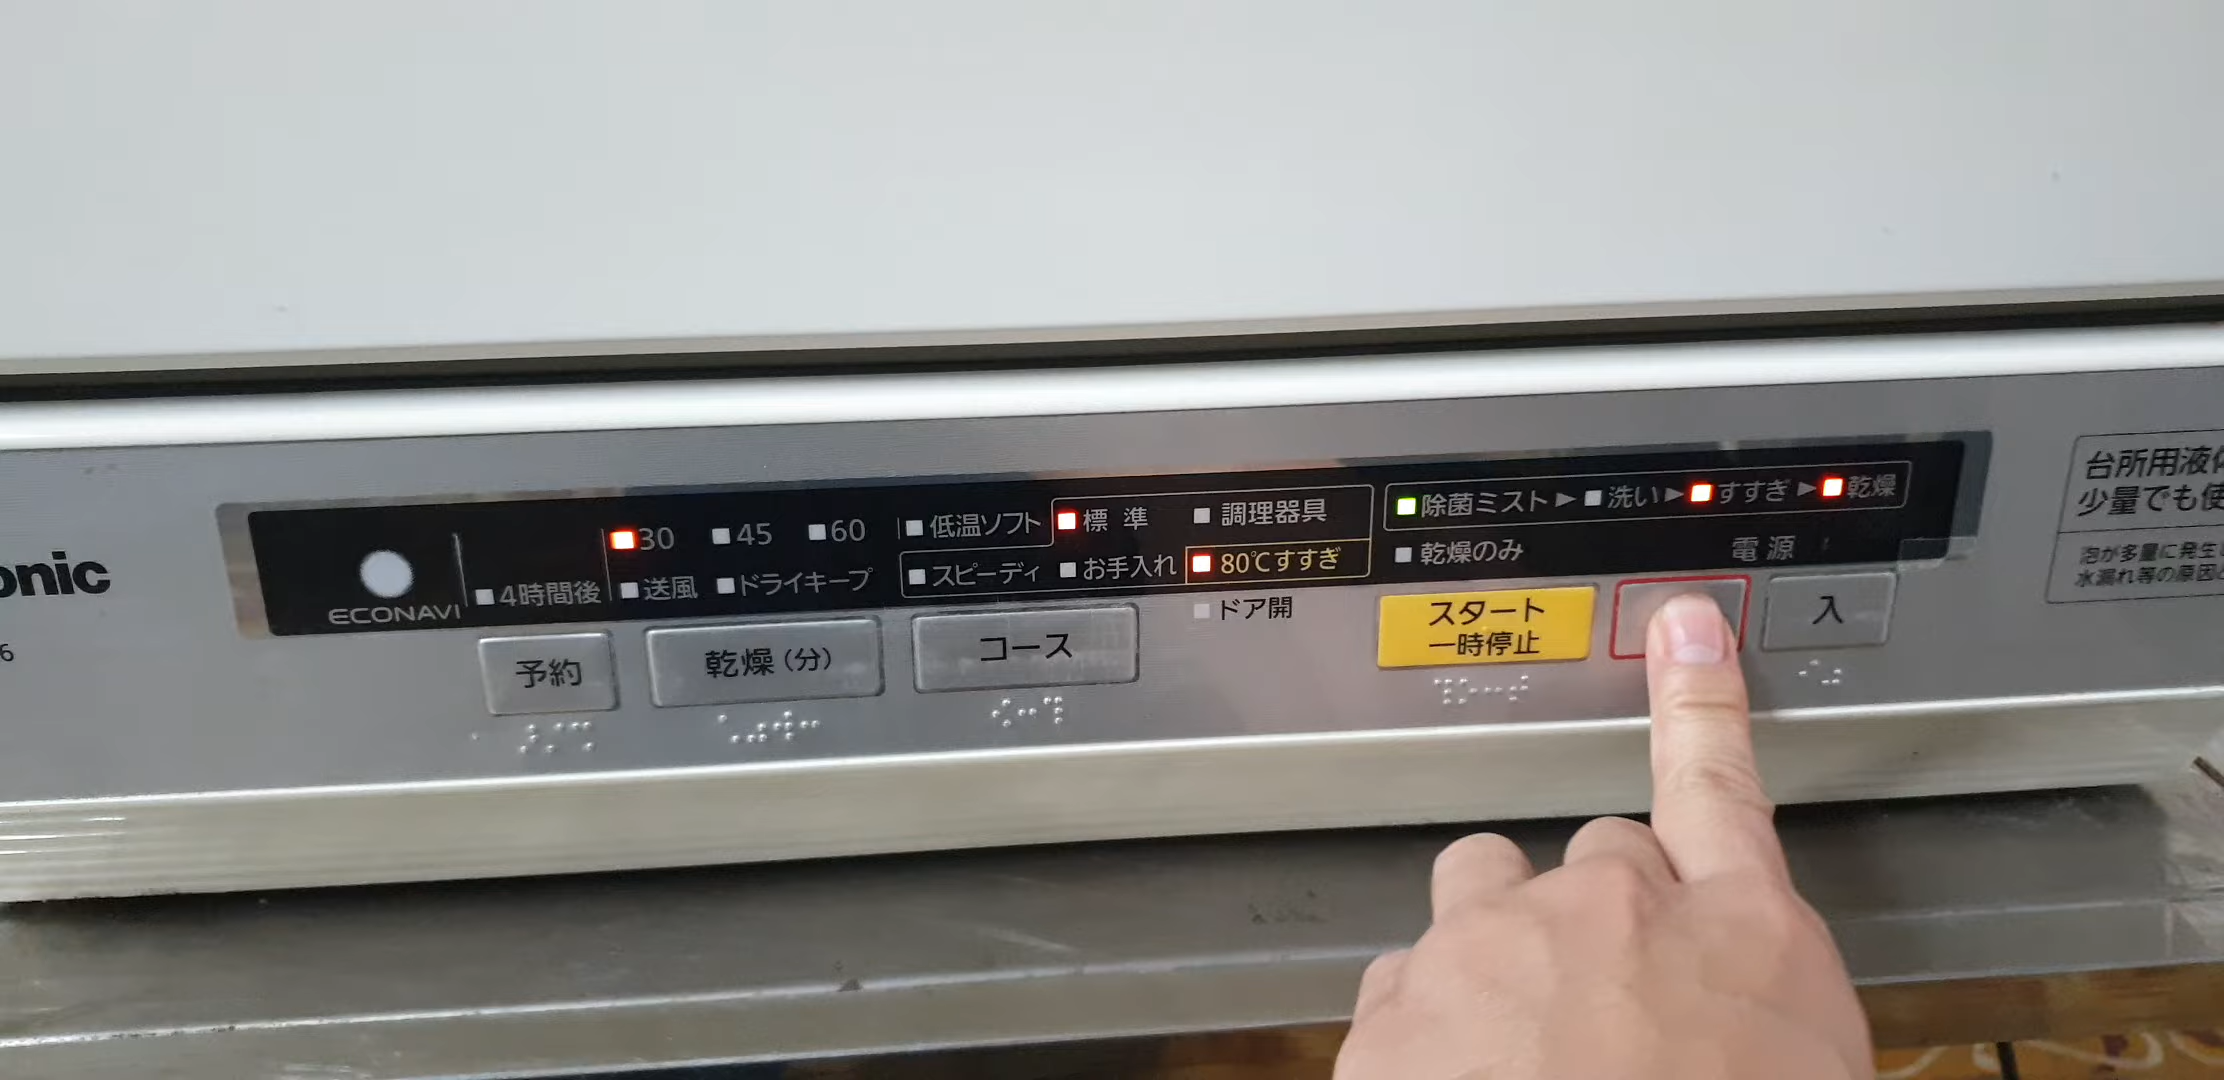 onic
6
ECONAVI
4時間後
30 45 60
送風 ドライキープ
低温ソフト 標準 調理器具
スピーディ お手入れ 80℃すすぎ
ドア開
除菌ミスト▶洗い▶すすぎ▶乾燥
乾燥のみ
電源
予約
乾燥(分)
コース
スタート
一時停止
入
台所用液体
少量でも使
泡が多量に発生し
水漏れ等の原因と